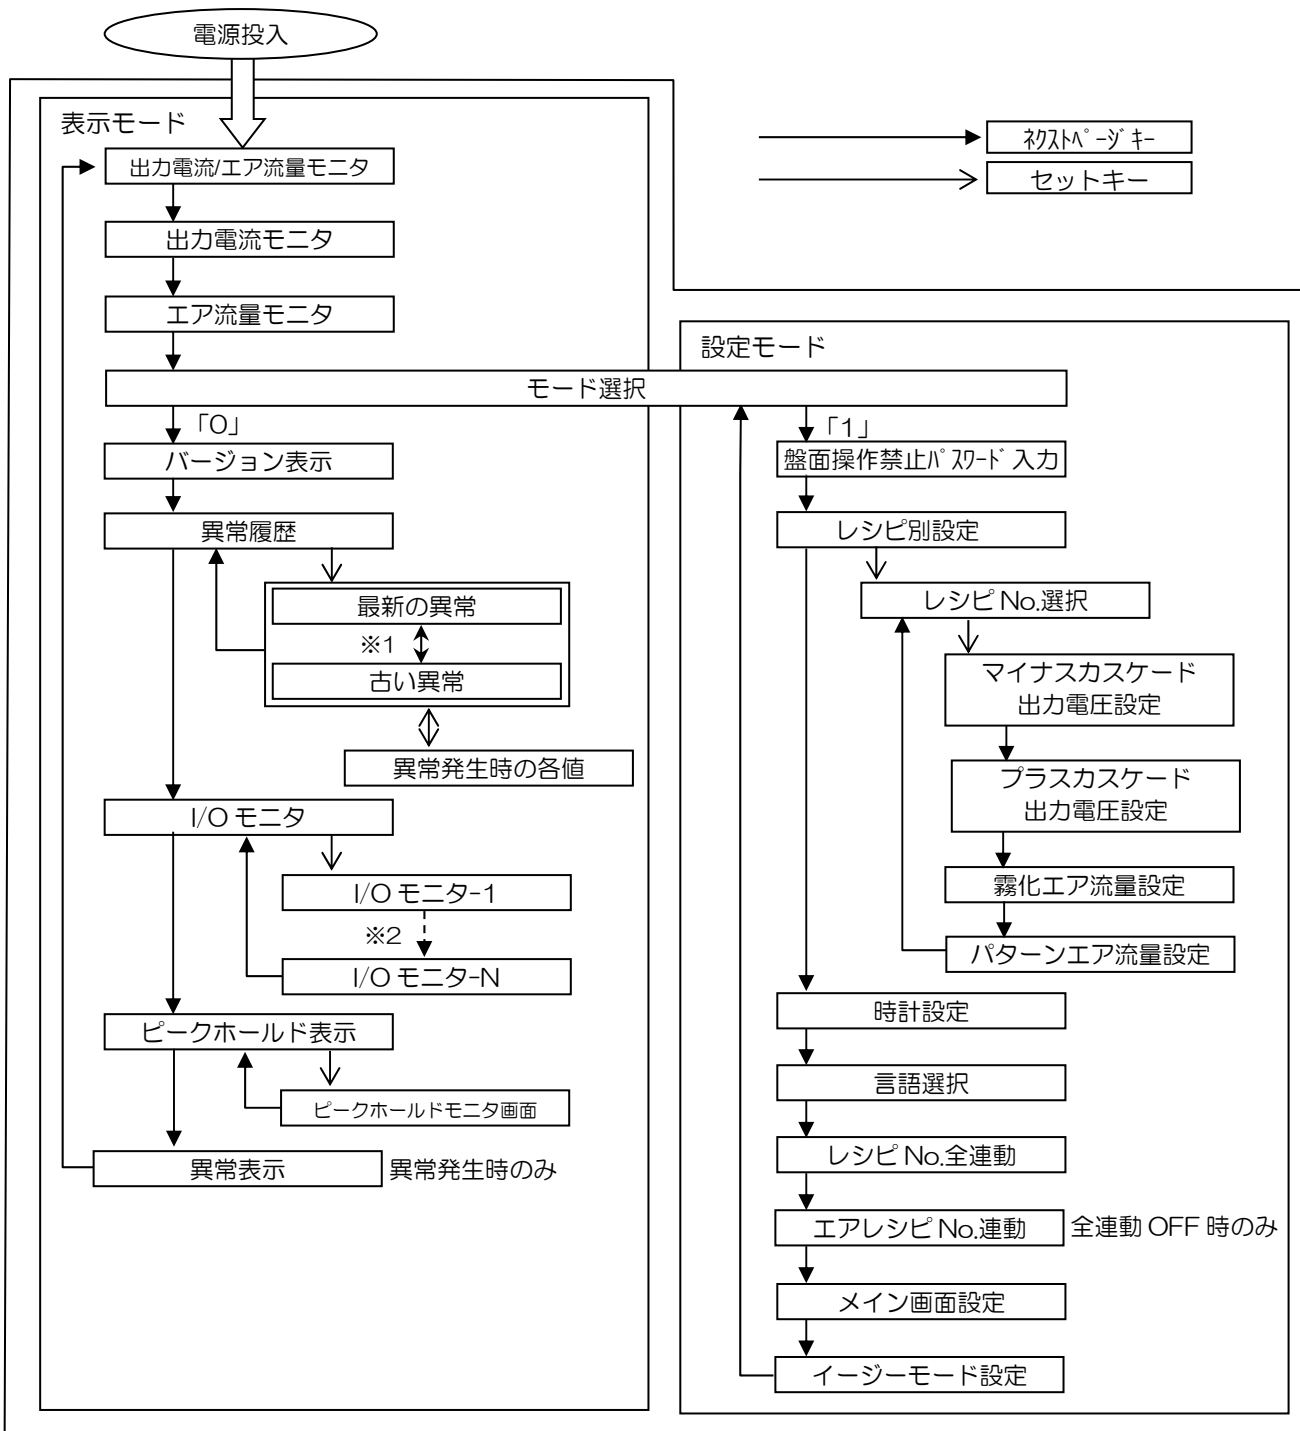 電源投入
表示モード
出力電流/エア流量モニタ
出力電流モニタ
エア流量モニタ
ﾈｸｽﾄﾍﾟｰｼﾞｷｰ
セットキー
設定モード
モード選択
「0」
バージョン表示
異常履歴
最新の異常
※1
古い異常
異常発生時の各値
I/O モニタ
I/O モニタ-1
※2
I/O モニタ-N
ピークホールド表示
ピークホールドモニタ画面
異常表示
異常発生時のみ
「1」
盤面操作禁止ﾊﾟｽﾜｰﾄﾞ入力
レシピ別設定
レシピ No.選択
マイナスカスケード
出力電圧設定
プラスカスケード
出力電圧設定
霧化エア流量設定
パターンエア流量設定
時計設定
言語選択
レシピ No.全連動
エアレシピ No.連動
全連動 OFF 時のみ
メイン画面設定
イージーモード設定